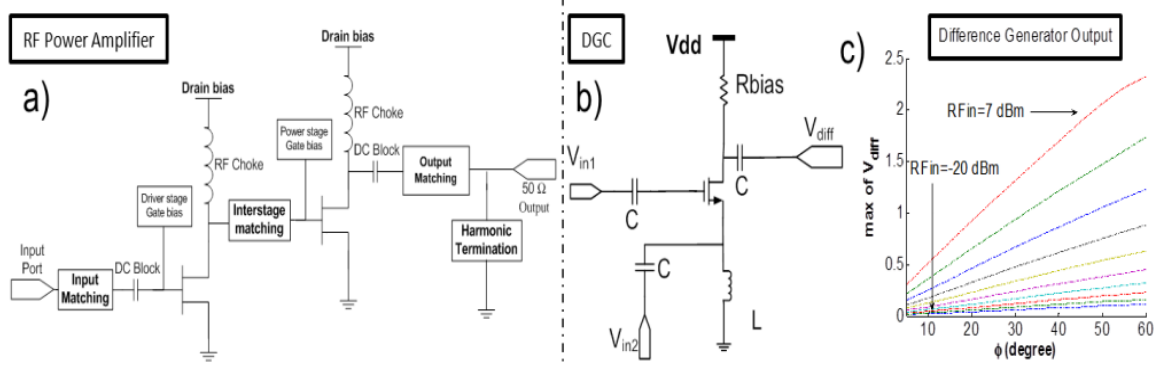 RF Power Amplifier
a)
Drain bias
RF Choke
Drain bias
RF Choke
Power stage
Gate bias
DC Block
Output
Matching
50 Ω
Output
Driver stage
Gate bias
Interstage
matching
Harmonic
Termination
Input
Port
Input
Matching
DC Block
DGC
b)
Vdd
Rbias
Vdiff
C
Vin1
C
C
L
Vin2
c)
Difference Generator Output
2.5
2
1.5
1
0.5
0
max of Vdiff
RFin=7 dBm
RFin=-20 dBm
10
20
30
40
50
60
ϕ (degree)